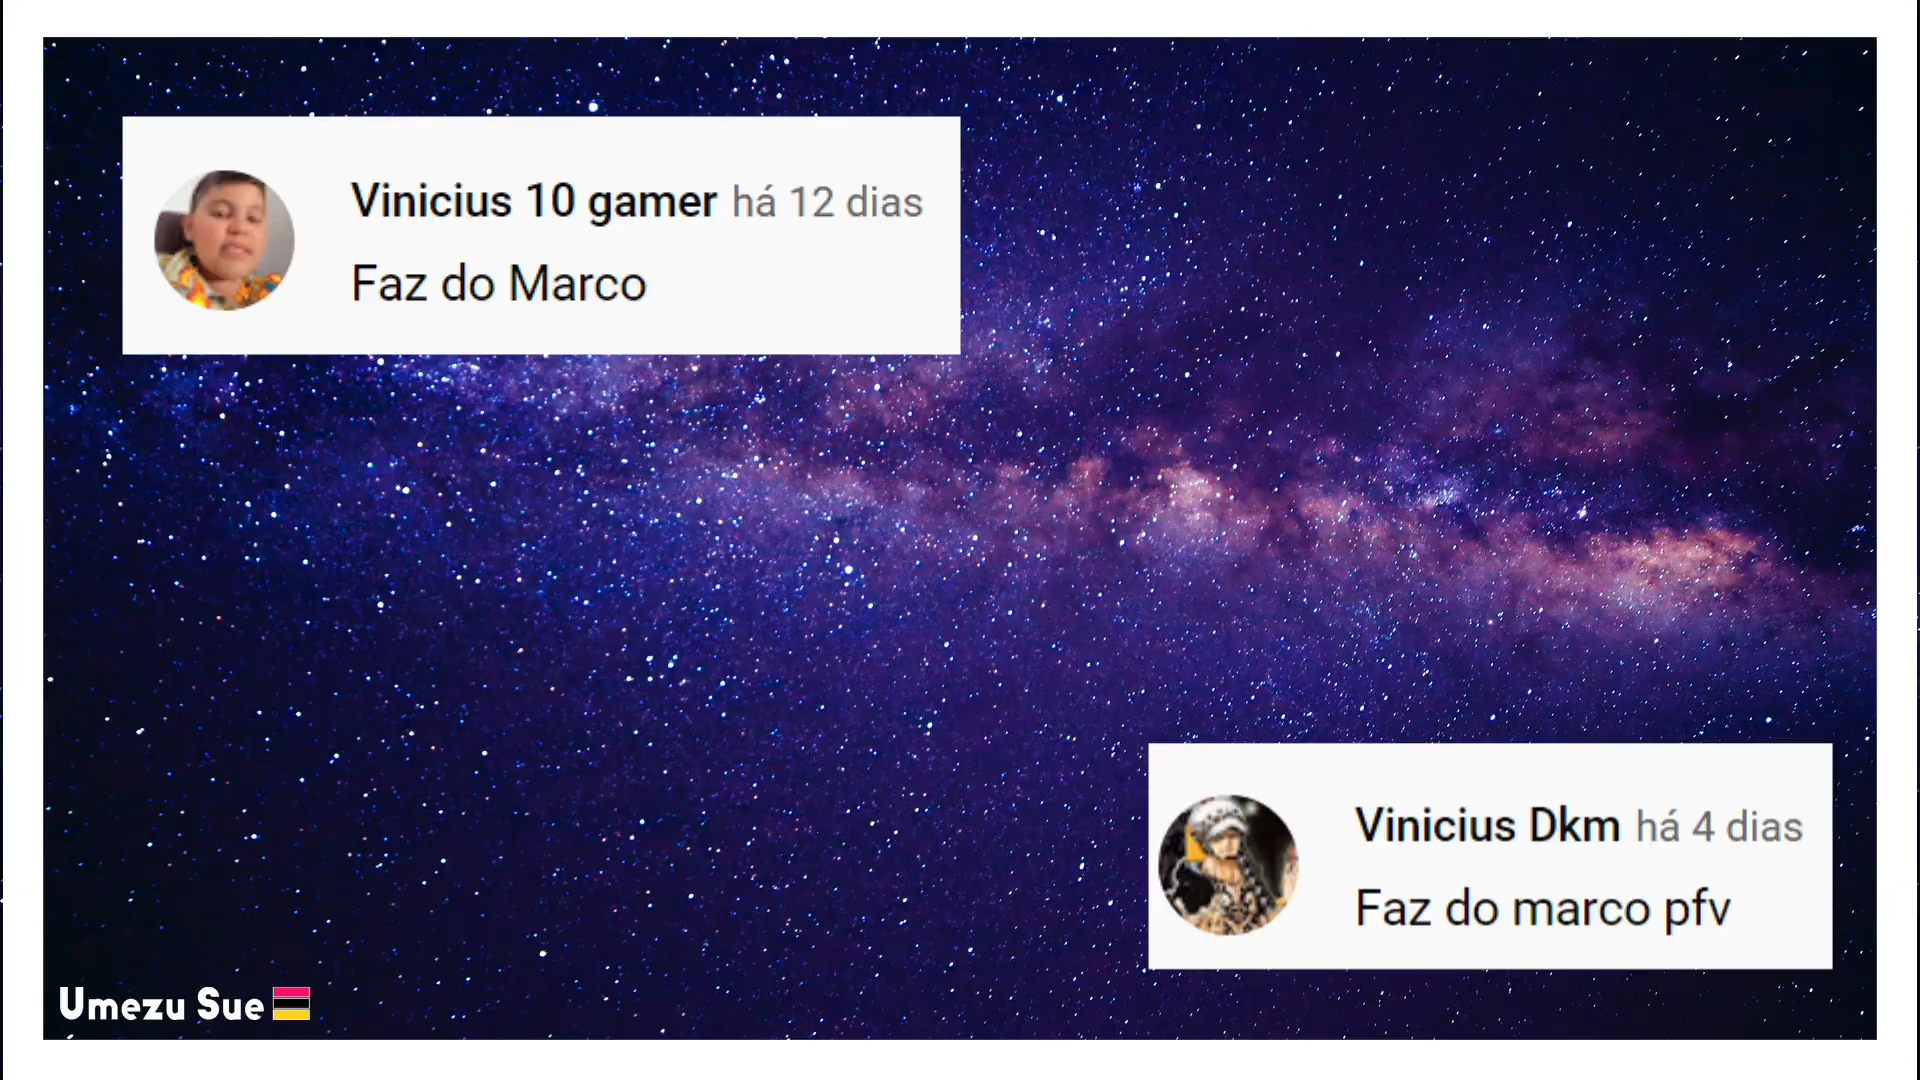 Vinicius 10 gamer há 12 dias
Faz do Marco
Vinicius Dkm há 4 dias
Faz do marco pfv
Umezu Sue